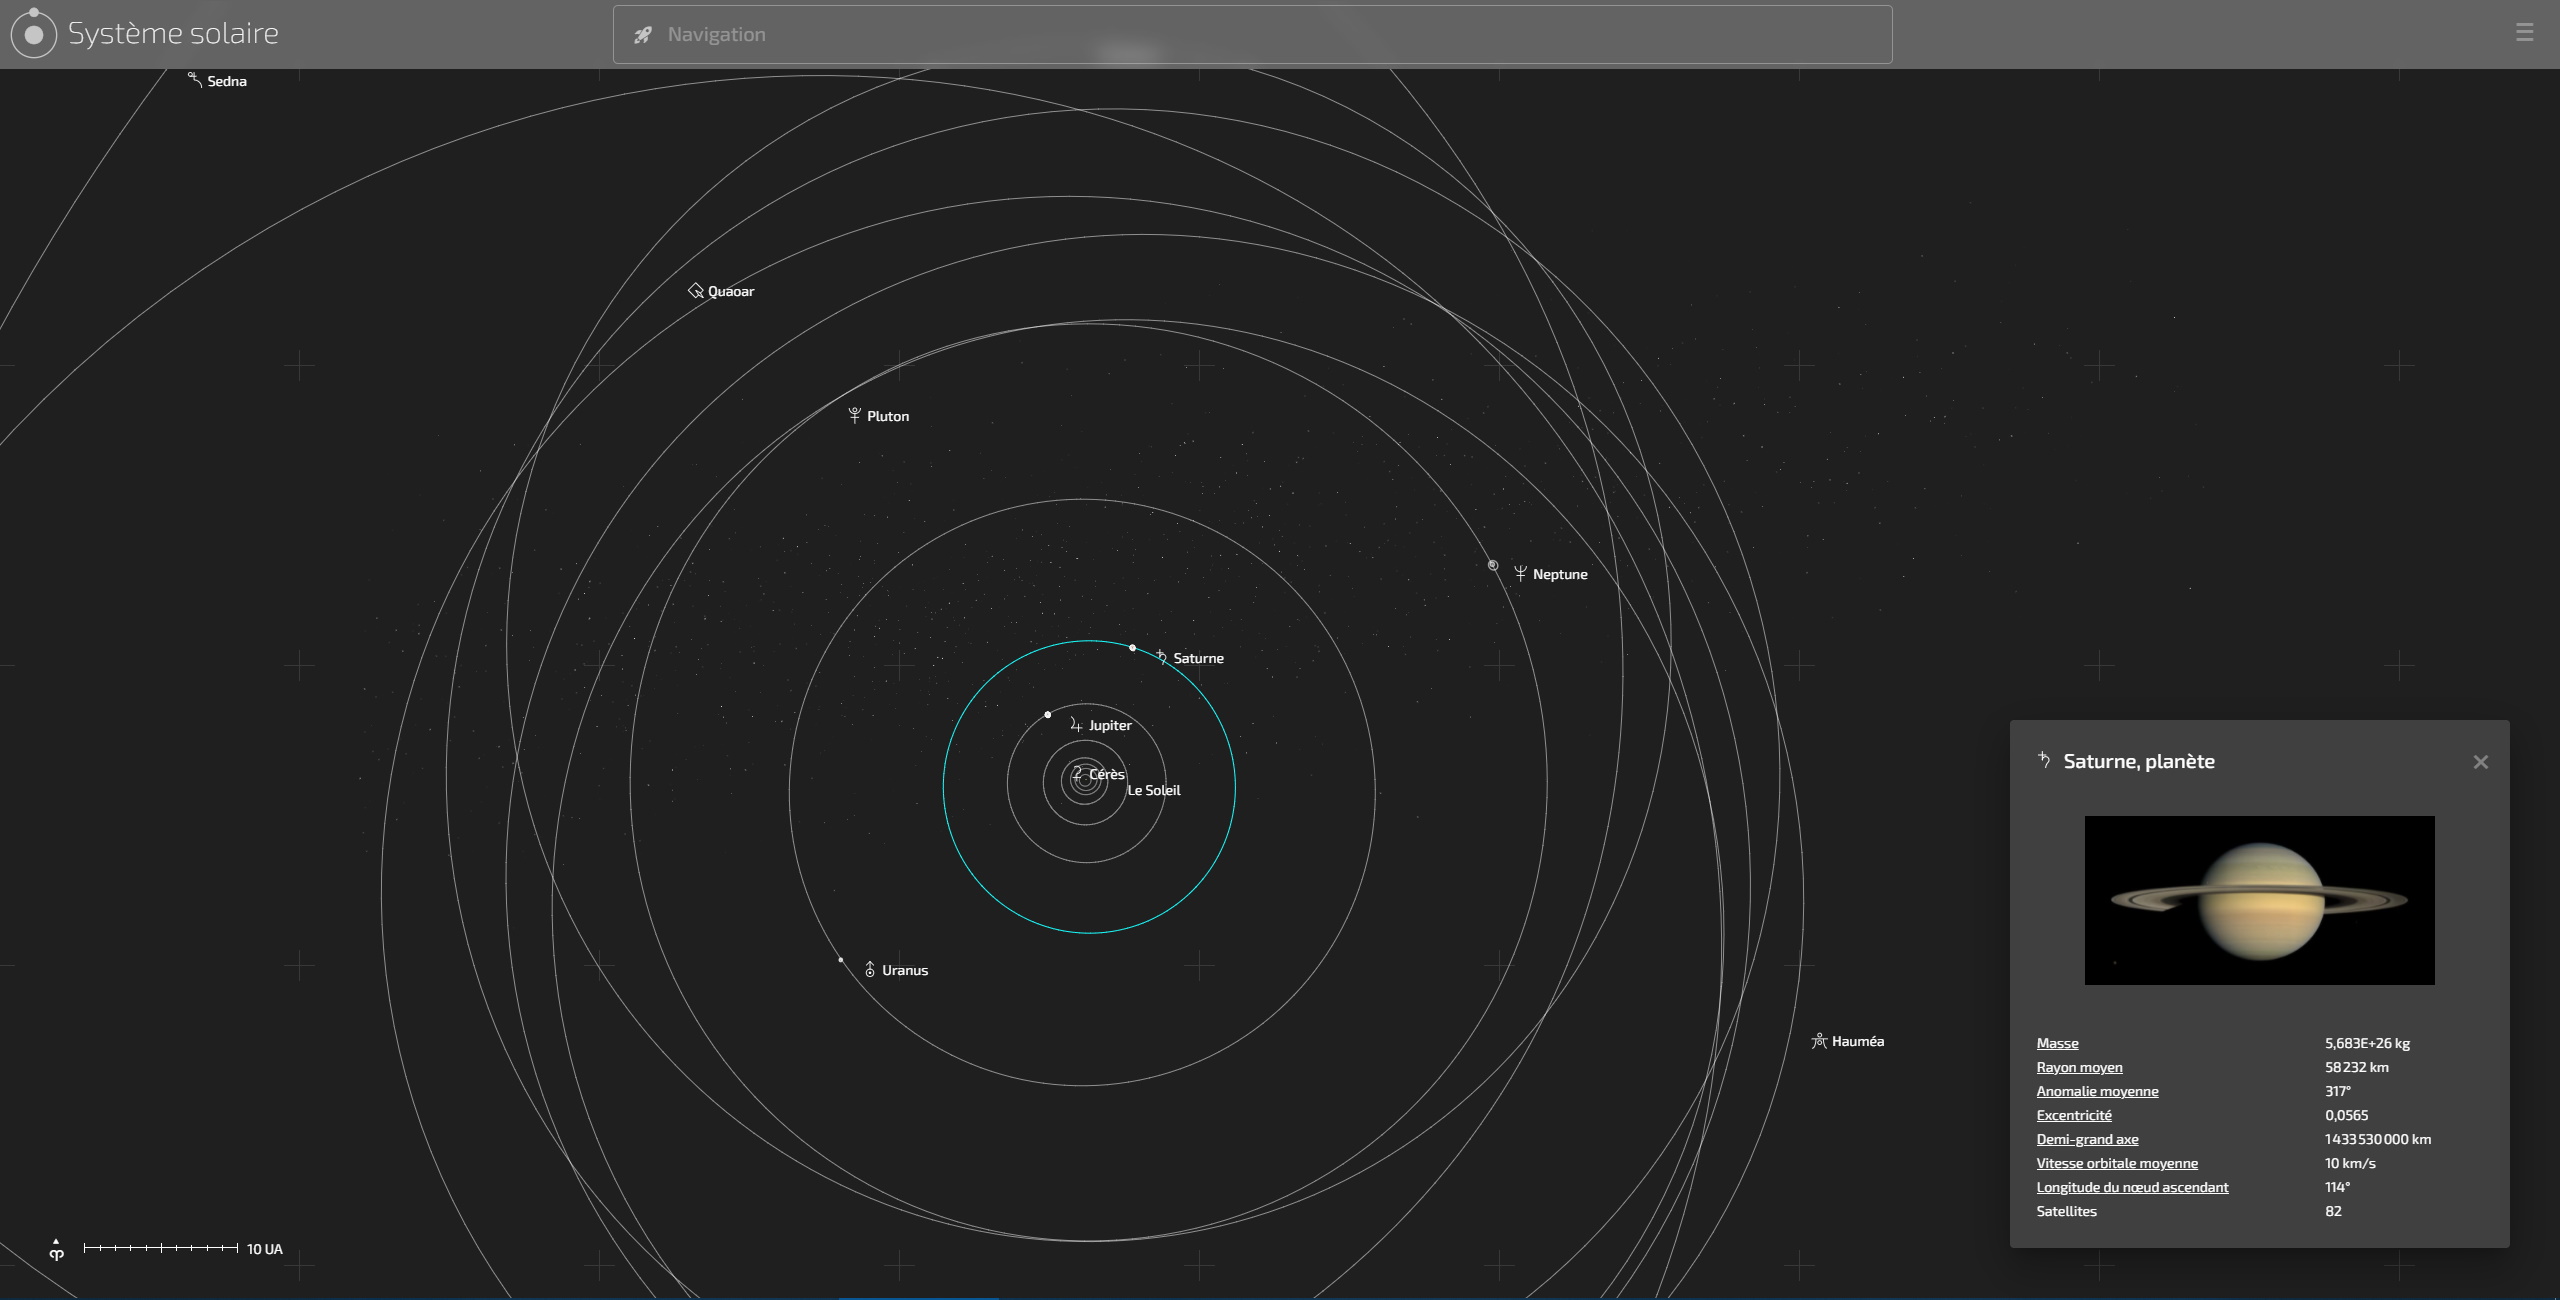 Système solaire
Navigation
Sedna
Quaoar
Pluton
Neptune
Saturne
Jupiter
Cérès
Le Soleil
Uranus
Hauméa
10 UA
Saturne, planète
Masse 5,683E+26 kg
Rayon moyen 58 232 km
Anomalie moyenne 317°
Excentricité 0,0565
Demi-grand axe 1 433 530 000 km
Vitesse orbitale moyenne 10 km/s
Longitude du nœud ascendant 114°
Satellites 82